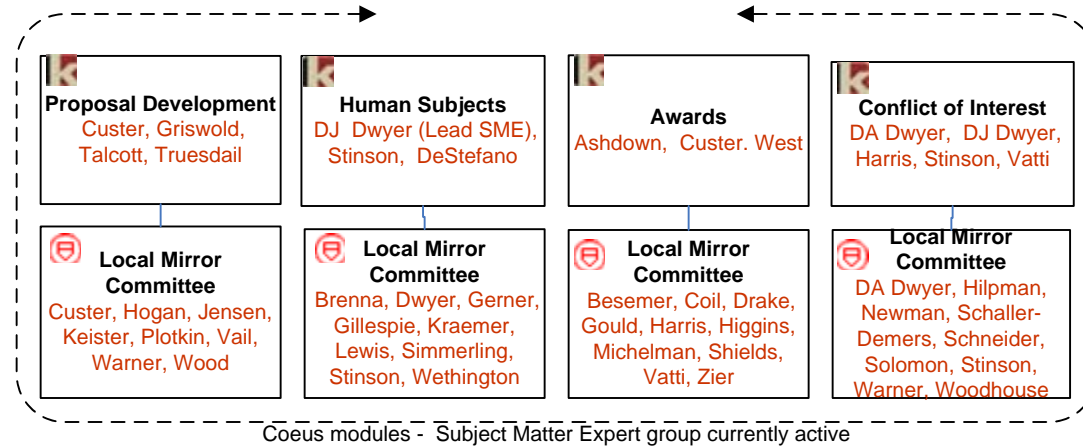 Proposal Development
Custer, Griswold,
Talcott, Truesdail
Human Subjects
DJ  Dwyer (Lead SME),
Stinson,  DeStefano
Awards
Ashdown,  Custer. West
Conflict of Interest
DA Dwyer,  DJ Dwyer,
Harris, Stinson, Vatti
Local Mirror
Committee
Custer, Hogan, Jensen,
Keister, Plotkin, Vail,
Warner, Wood
Local Mirror
Committee
Brenna, Dwyer, Gerner,
Gillespie, Kraemer,
Lewis, Simmerling,
Stinson, Wethington
Local Mirror
Committee
Besemer, Coil, Drake,
Gould, Harris, Higgins,
Michelman, Shields,
Vatti, Zier
Local Mirror
Committee
DA Dwyer, Hilpman,
Newman, Schaller-
Demers, Schneider,
Solomon, Stinson,
Warner, Woodhouse
Coeus modules -  Subject Matter Expert group currently active